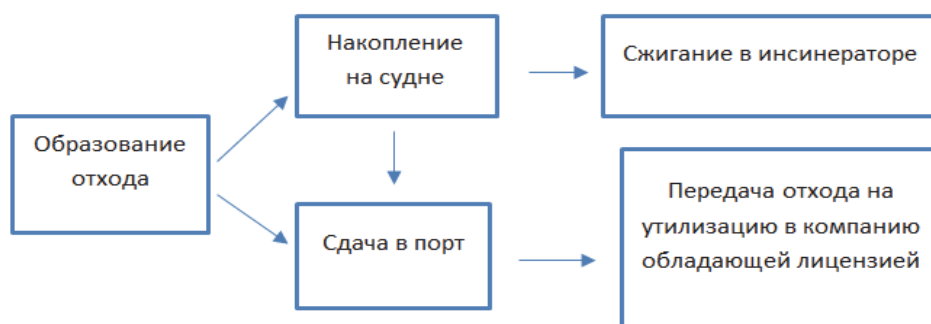 Накопление
на судне
Сжигание в инсинераторе
Образование
отхода
Сдача в порт
Передача отхода на
утилизацию в компанию
обладающей лицензией